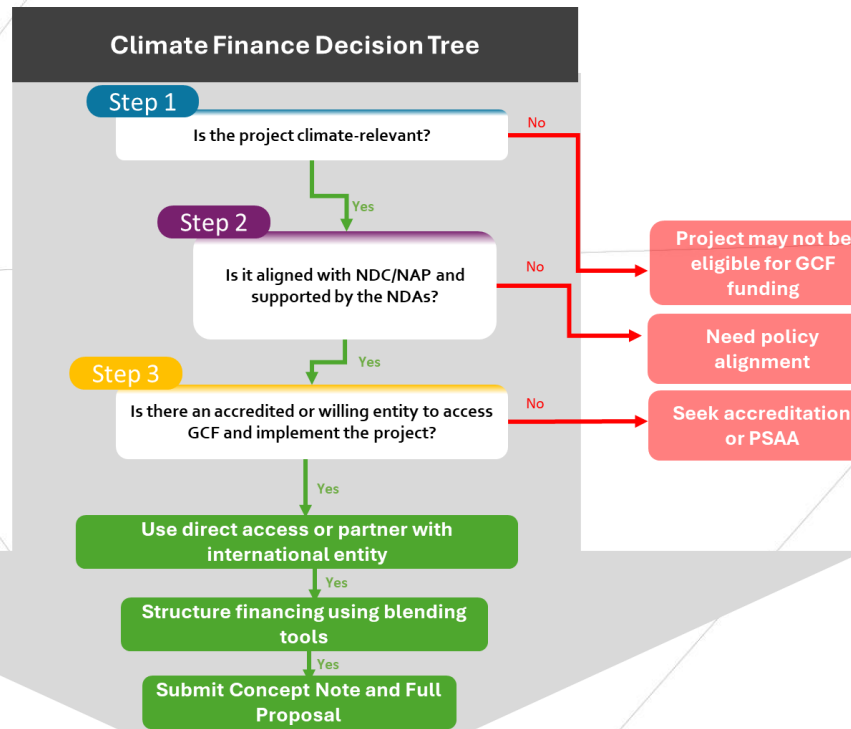 Climate Finance Decision Tree
Step 1
Is the project climate-relevant?
No
Yes
Step 2
Is it aligned with NDC/NAP and
supported by the NDAs?
No
Project may not be
eligible for GCF
funding
Need policy
alignment
Yes
Step 3
Is there an accredited or willing entity to access
GCF and implement the project?
No
Seek accreditation
or PSAA
Yes
Use direct access or partner with
international entity
Yes
Structure financing using blending
tools
Yes
Submit Concept Note and Full
Proposal